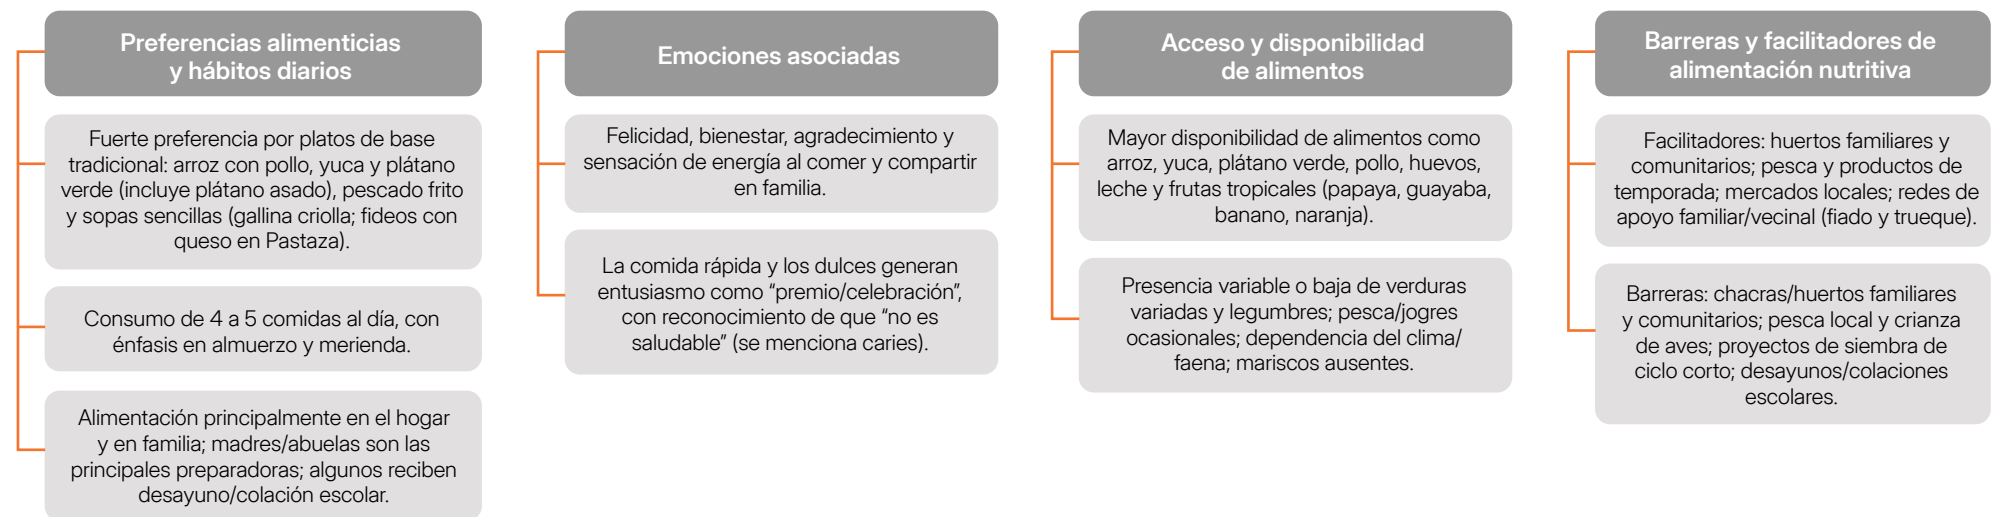 Preferencias alimenticias
y hábitos diarios
Fuerte preferencia por platos de base
tradicional: arroz con pollo, yuca y plátano
verde (incluye plátano asado), pescado frito
y sopas sencillas (gallina criolla; fideos con
queso en Pastaza).
Consumo de 4 a 5 comidas al día, con
énfasis en almuerzo y merienda.
Alimentación principalmente en el hogar
y en familia; madres/abuelas son las
principales preparadoras; algunos reciben
desayuno/colación escolar.
Emociones asociadas
Felicidad, bienestar, agradecimiento y
sensación de energía al comer y compartir
en familia.
La comida rápida y los dulces generan
entusiasmo como “premio/celebración”,
con reconocimiento de que “no es
saludable” (se menciona caries).
Acceso y disponibilidad
de alimentos
Mayor disponibilidad de alimentos como
arroz, yuca, plátano verde, pollo, huevos,
leche y frutas tropicales (papaya, guayaba,
banano, naranja).
Presencia variable o baja de verduras
variadas y legumbres; pesca/jogres
ocasionales; dependencia del clima/
faena; mariscos ausentes.
Barreras y facilitadores de
alimentación nutritiva
Facilitadores: huertos familiares y
comunitarios; pesca y productos de
temporada; mercados locales; redes de
apoyo familiar/vecinal (fiado y trueque).
Barreras: chacras/huertos familiares
y comunitarios; pesca local y crianza
de aves; proyectos de siembra de
ciclo corto; desayunos/colaciones
escolares.